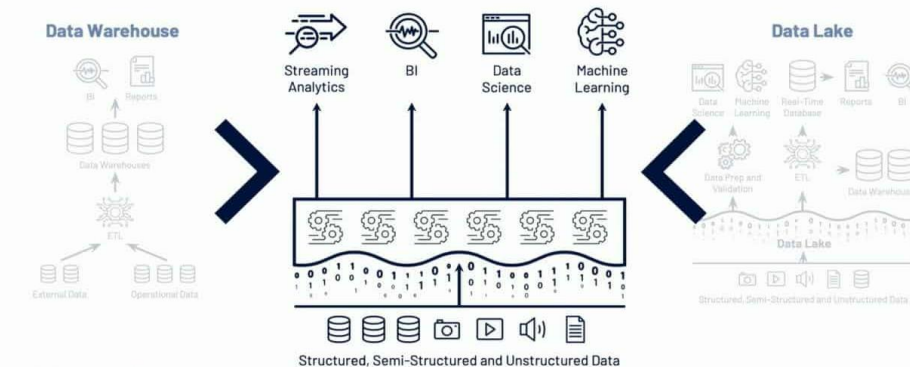 Data Warehouse
BI
Reports
Data Warehouses
ETL
External Data
Operational Data
Streaming
Analytics
BI
Data
Science
Machine
Learning
Structured, Semi-Structured and Unstructured Data
Data Lake
Data
Science
Machine
Learning
Real-Time
Database
Reports
BI
Data Prep and
Validation
ETL
Data Warehouse
Data Lake
Structured, Semi-Structured and Unstructured Data